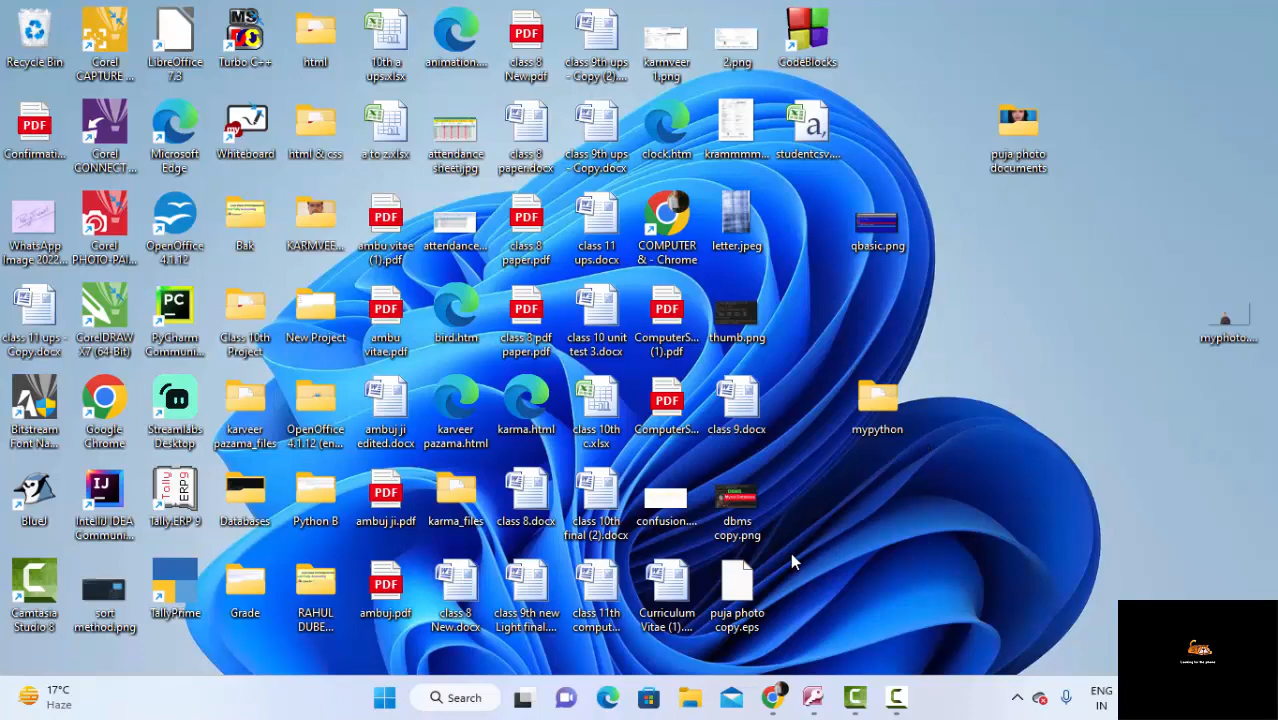 Recycle Bin
Corel
CAPTURE ...
LibreOffice
7.3
Turbo C++
html
10th a
ups.xlsx
animation....
class 8
New.pdf
class 9th ups
- Copy (2)....
karmveer
1.png
2.png
CodeBlocks
Confirmati...
Corel
CONNECT ...
Microsoft
Edge
Whiteboard
html & css
a to z.xlsx
attendance
sheet.jpg
class 8
paper.docx
class 9th ups
- Copy.docx
clock.htm
krammmm...
studentcsv....
puja photo
documents
WhatsApp
Image 2022...
Corel
PHOTO-PAI...
OpenOffice
4.1.12
Bak
KARMVEE...
ambu vitae
(1).pdf
attendance...
class 8
paper.pdf
class 11
ups.docx
COMPUTER
& - Chrome
letter.jpeg
qbasic.png
class 11 ups -
Copy.docx
CorelDRAW
X7 (64-Bit)
PyCharm
Communi...
Class 10th
Project
New Project
ambu
vitae.pdf
bird.htm
class 8 pdf
paper.pdf
class 10 unit
test 3.docx
ComputerS...
(1).pdf
thumb.png
myphoto....
Bitstream
Font Na...
Google
Chrome
Streamlabs
Desktop
karveer
pazama_files
OpenOffice
4.1.12 (en...
ambuj ji
edited.docx
karveer
pazama.html
karma.html
class 10th
c.xlsx
ComputerS...
class 9.docx
mypython
BlueJ
IntelliJ IDEA
Communi...
Tally.ERP 9
Databases
Python B
ambuj ji.pdf
karma_files
class 8.docx
class 10th
final (2).docx
confusion....
dbms
copy.png
Camtasia
Studio 8
sort
method.png
TallyPrime
Grade
RAHUL
DUBE...
ambuj.pdf
class 8
New.docx
class 9th new
Light final....
class 11th
comput...
Curriculum
Vitae (1)....
puja photo
copy.eps
17°C
Haze
Search
ENG
IN